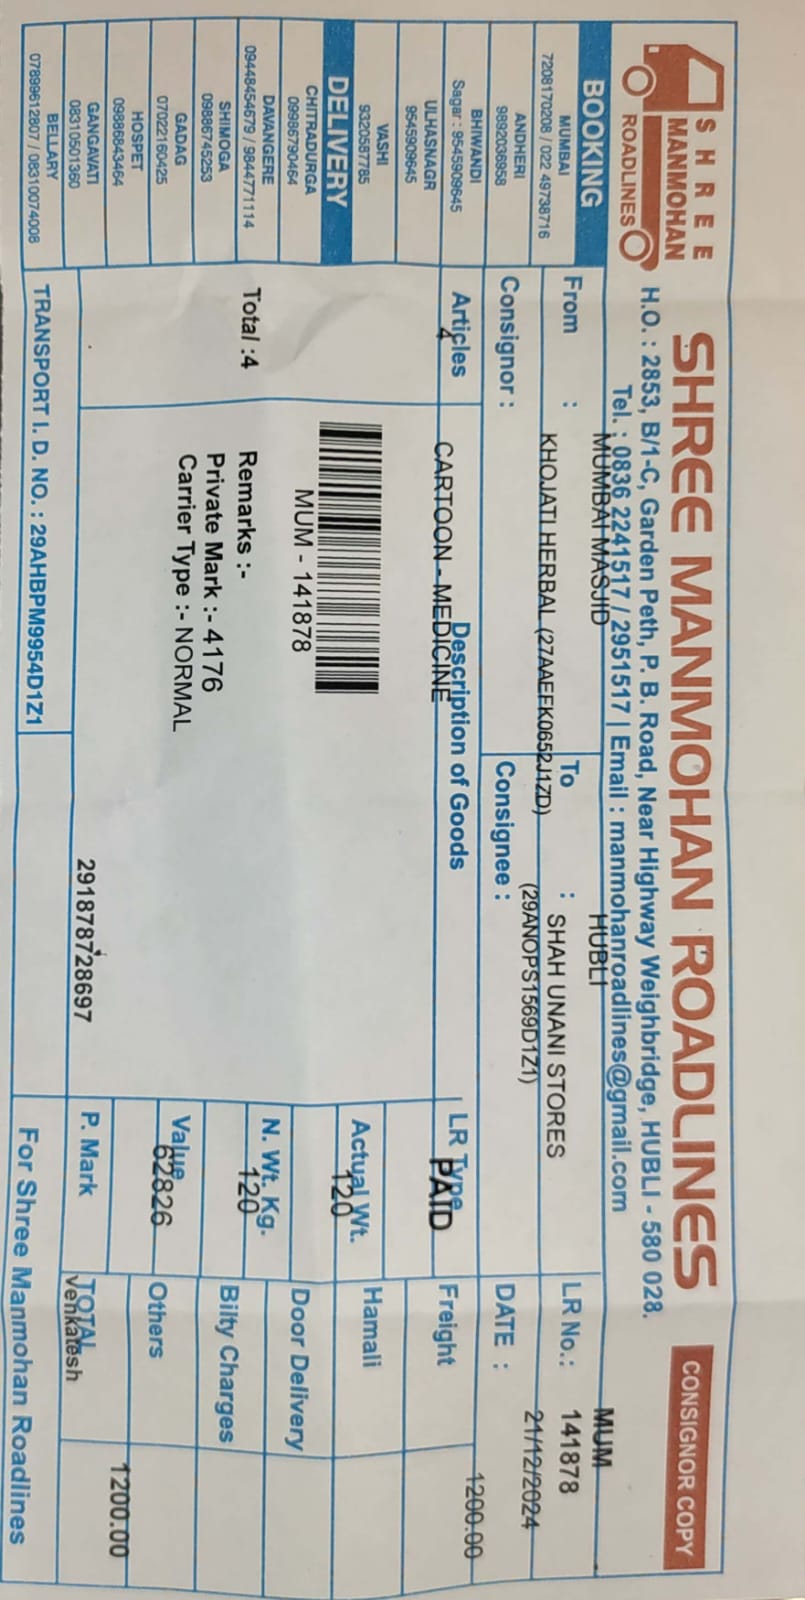 SHREE
MANMOHAN
ROADLINES
SHREE MANMOHAN ROADLINES
CONSIGNOR COPY
H.O. : 2853, B/1-C, Garden Peth, P. B. Road, Near Highway Weighbridge, HUBLI - 580 028.
Tel. : 0836 2241517 / 2951517 | Email : manmohanroadlines@gmail.com
BOOKING
MUMBAI
7208170208 / 022 49738716
ANDHERI
9892036958
BHIWANDI
Sagar : 9545909645
ULHASNAGR
9545909645
VASHI
9320587785
DELIVERY
CHITRADURGA
09986790464
DAVANGERE
09448454679 / 9844771114
SHIMOGA
09886745253
GADAG
07022160425
HOSPET
09886843464
GANGAVATI
08310501360
BELLARY
07899612807 / 08310074008
From : MUMBAI MASJID
To : HUBLI
MUM
LR No.: 141878
Consignor : KHOJATI HERBAL (27AAEFK0652J1ZD)
Consignee : SHAH UNANI STORES
(29ANOPS1569D1Z1)
DATE : 21/12/2024
Articles
4
Description of Goods
CARTOON - MEDICINE
LR Type
PAID
Freight 1200.00
MUM - 141878
Actual Wt.
120
Hamali
Total :4
Remarks :-
Private Mark :- 4176
Carrier Type :- NORMAL
N. Wt. Kg.
120
Door Delivery
Bilty Charges
Value
62826
Others
291878728697
P. Mark
TOTAL 1200.00
venkatesh
TRANSPORT I. D. NO. : 29AHBPM9954D1Z1
For Shree Manmohan Roadlines